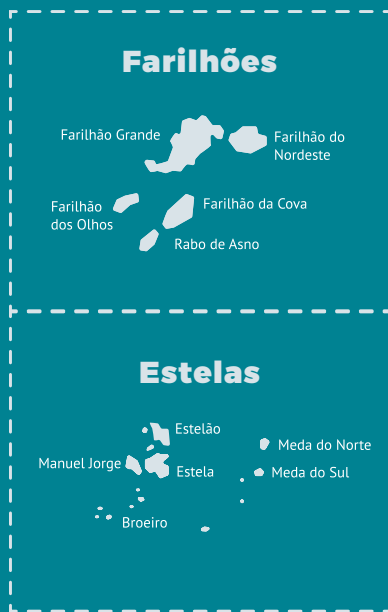 Farilhões
Farilhão Grande
Farilhão do
Nordeste
Farilhão
dos Olhos
Farilhão da Cova
Rabo de Asno
Estelas
Estelão
Meda do Norte
Manuel Jorge
Estela
Meda do Sul
Broeiro